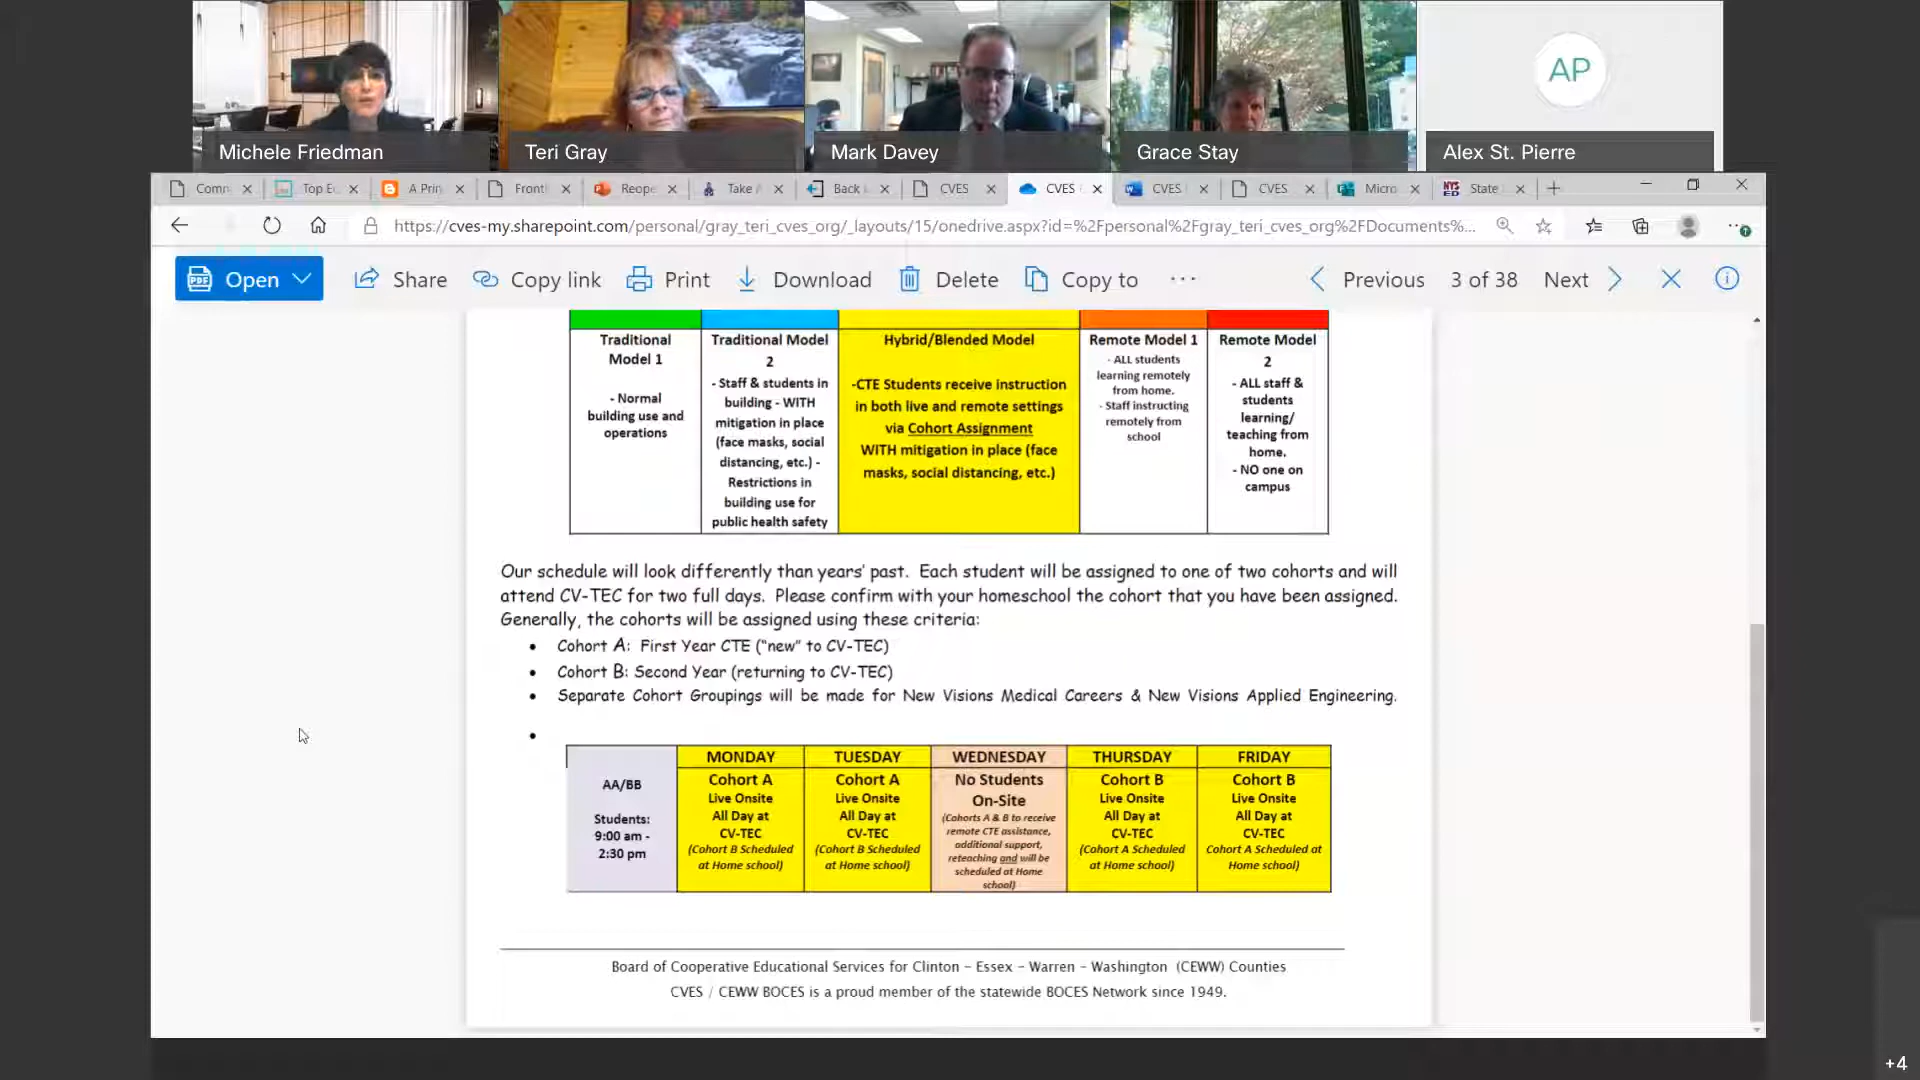 Michele Friedman
Teri Gray
Mark Davey
Grace Stay
AP
Alex St. Pierre
Comn
Top E
A Prin
Front
Reope
Take
Back
CVES
CVES
CVES
CVES
Micro
NYS
ED
State
https://cves-my.sharepoint.com/personal/gray_teri_cves_org/_layouts/15/onedrive.aspx?id=%2Fpersonal%2Fgray_teri_cves_org%2FDocuments%...
PDF
Open
Share
Copy link
Print
Download
Delete
Copy to
...
Previous
3 of 38
Next
Traditional
Model 1
- Normal
building use and
operations
Traditional Model
2
- Staff & students in
building - WITH
mitigation in place
(face masks, social
distancing, etc.) -
Restrictions in
building use for
public health safety
Hybrid/Blended Model
-CTE Students receive instruction
in both live and remote settings
via Cohort Assignment
WITH mitigation in place (face
masks, social distancing, etc.)
Remote Model 1
- ALL students
learning remotely
from home.
- Staff instructing
remotely from
school
Remote Model
2
- ALL staff &
students
learning/
teaching from
home.
- NO one on
campus
Our schedule will look differently than years' past. Each student will be assigned to one of two cohorts and will
attend CV-TEC for two full days. Please confirm with your homeschool the cohort that you have been assigned.
Generally, the cohorts will be assigned using these criteria:
• Cohort A: First Year CTE ("new" to CV-TEC)
• Cohort B: Second Year (returning to CV-TEC)
• Separate Cohort Groupings will be made for New Visions Medical Careers & New Visions Applied Engineering.
•
AA/BB
Students:
9:00 am -
2:30 pm
MONDAY
Cohort A
Live Onsite
All Day at
CV-TEC
(Cohort B Scheduled
at Home school)
TUESDAY
Cohort A
Live Onsite
All Day at
CV-TEC
(Cohort B Scheduled
at Home school)
WEDNESDAY
No Students
On-Site
(Cohorts A & B to receive
remote CTE assistance,
additional support,
reteaching and will be
scheduled at Home
school)
THURSDAY
Cohort B
Live Onsite
All Day at
CV-TEC
(Cohort A Scheduled
at Home school)
FRIDAY
Cohort B
Live Onsite
All Day at
CV-TEC
Cohort A Scheduled at
Home school)
Board of Cooperative Educational Services for Clinton – Essex – Warren – Washington (CEWW) Counties
CVES / CEWW BOCES is a proud member of the statewide BOCES Network since 1949.
+4